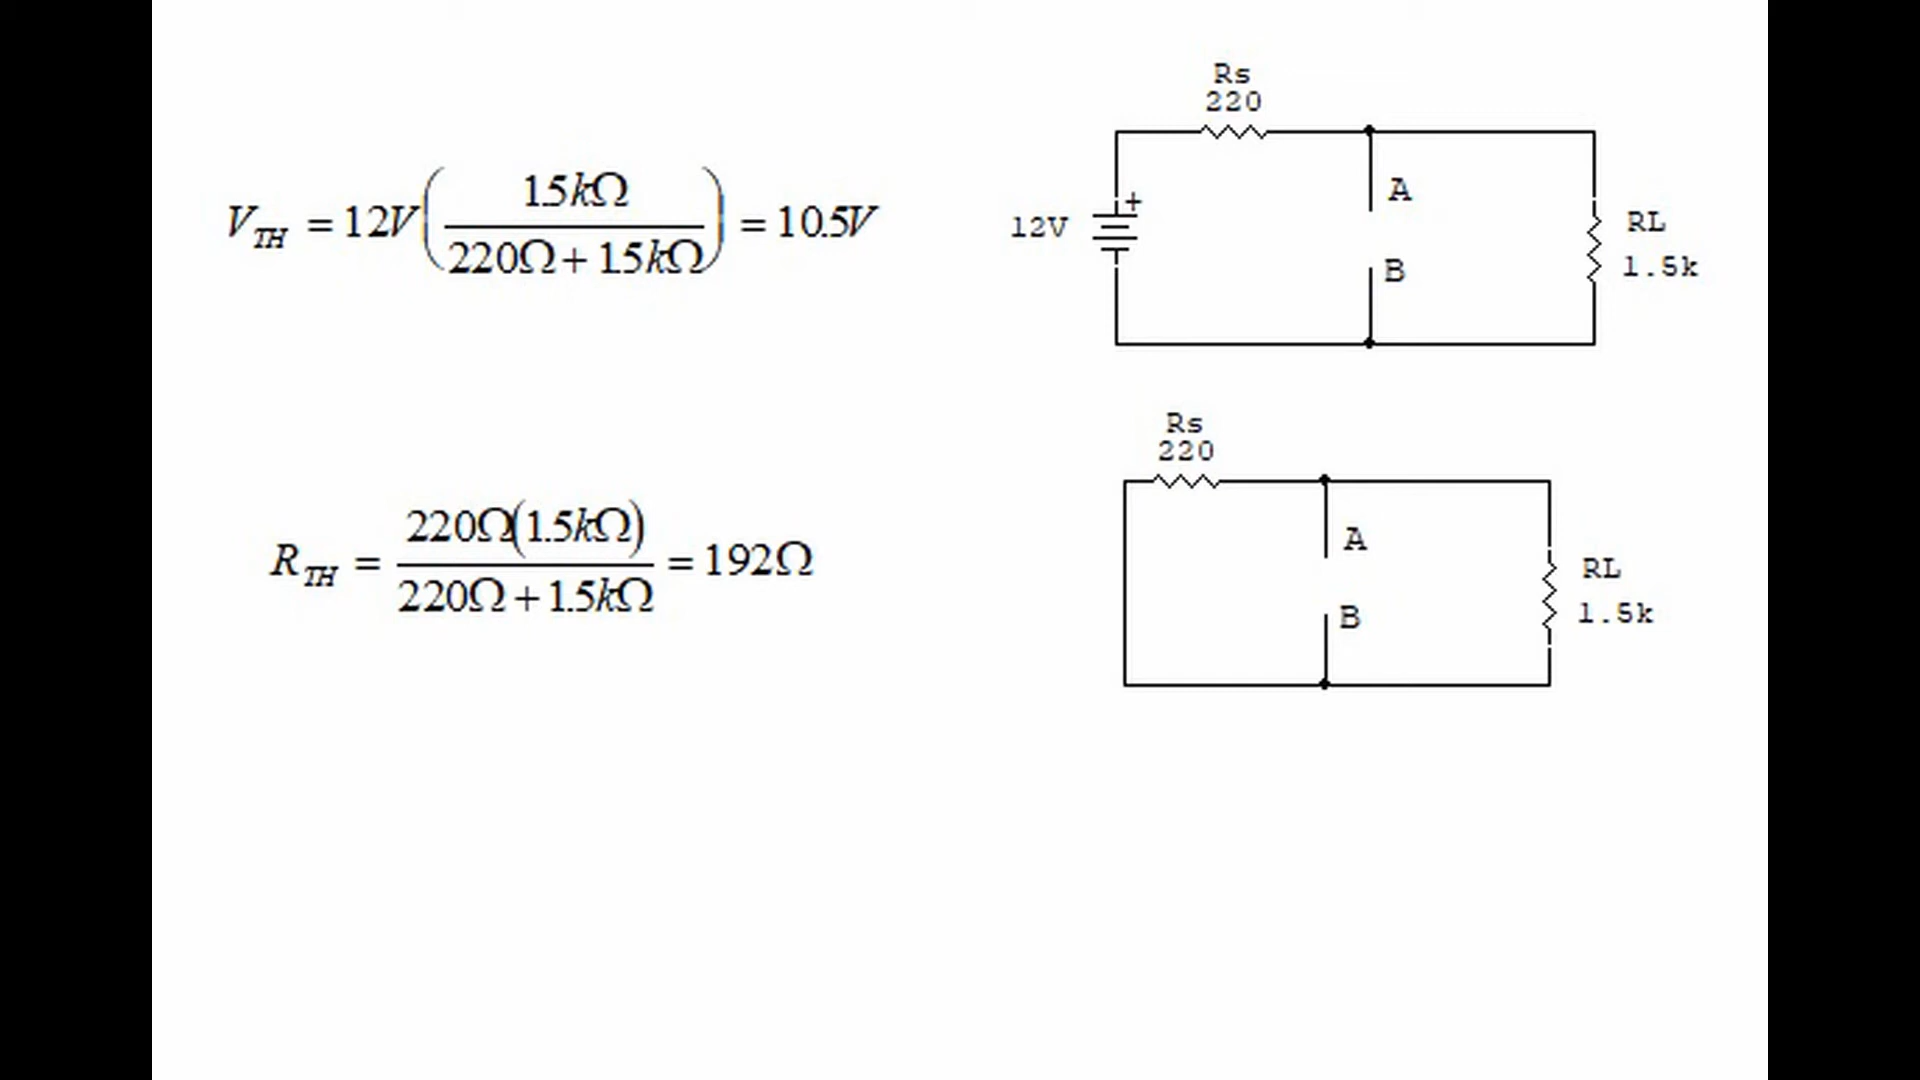 V_TH = 12V(1.5kΩ / (220Ω + 1.5kΩ)) = 10.5V
Rs
220
12V
+
A
B
RL
1.5k
R_TH = 220Ω(1.5kΩ) / (220Ω + 1.5kΩ) = 192Ω
Rs
220
A
B
RL
1.5k